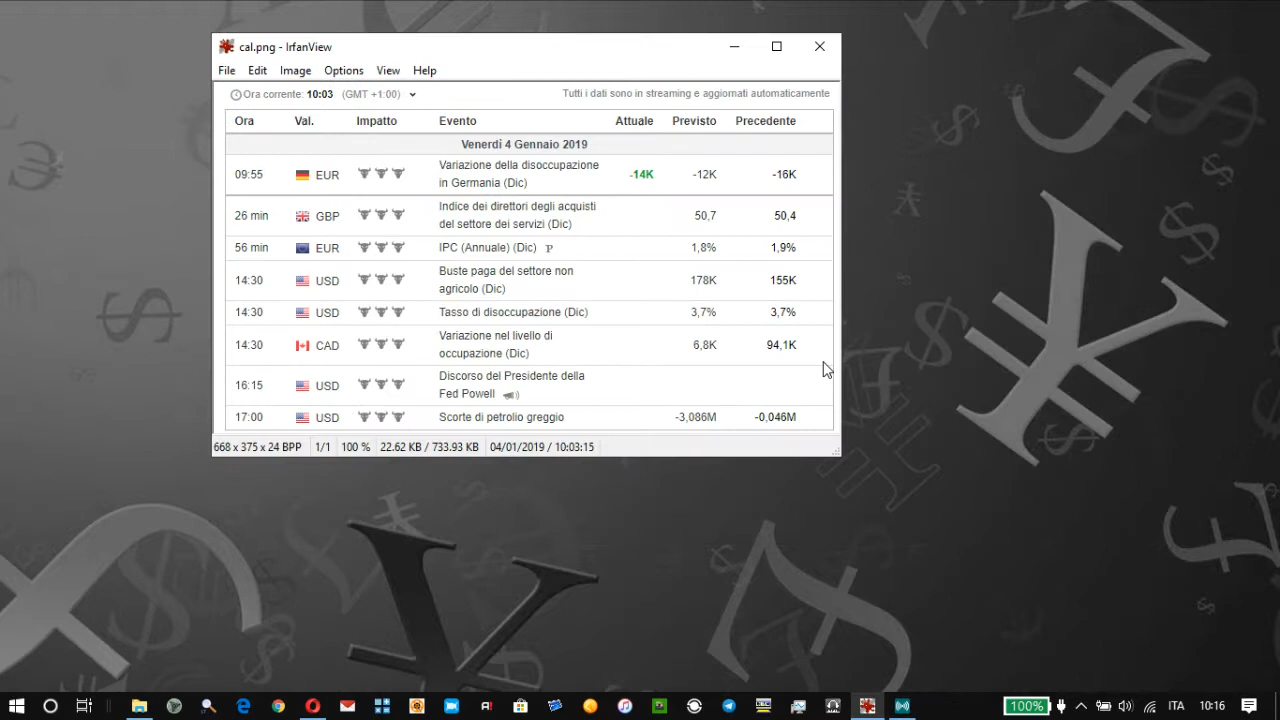 cal.png - IrfanView
File Edit Image Options View Help
Ora corrente: 10:03 (GMT +1:00) Tutti i dati sono in streaming e aggiornati automaticamente
Ora Val. Impatto Evento Attuale Previsto Precedente
Venerdì 4 Gennaio 2019
09:55 EUR Variazione della disoccupazione in Germania (Dic) -14K -12K -16K
26 min GBP Indice dei direttori degli acquisti del settore dei servizi (Dic) 50,7 50,4
56 min EUR IPC (Annuale) (Dic) P 1,8% 1,9%
14:30 USD Buste paga del settore non agricolo (Dic) 178K 155K
14:30 USD Tasso di disoccupazione (Dic) 3,7% 3,7%
14:30 CAD Variazione nel livello di occupazione (Dic) 6,8K 94,1K
16:15 USD Discorso del Presidente della Fed Powell
17:00 USD Scorte di petrolio greggio -3,086M -0,046M
668 x 375 x 24 BPP 1/1 100 % 22.62 KB / 733.93 KB 04/01/2019 / 10:03:15
100% ITA 10:16